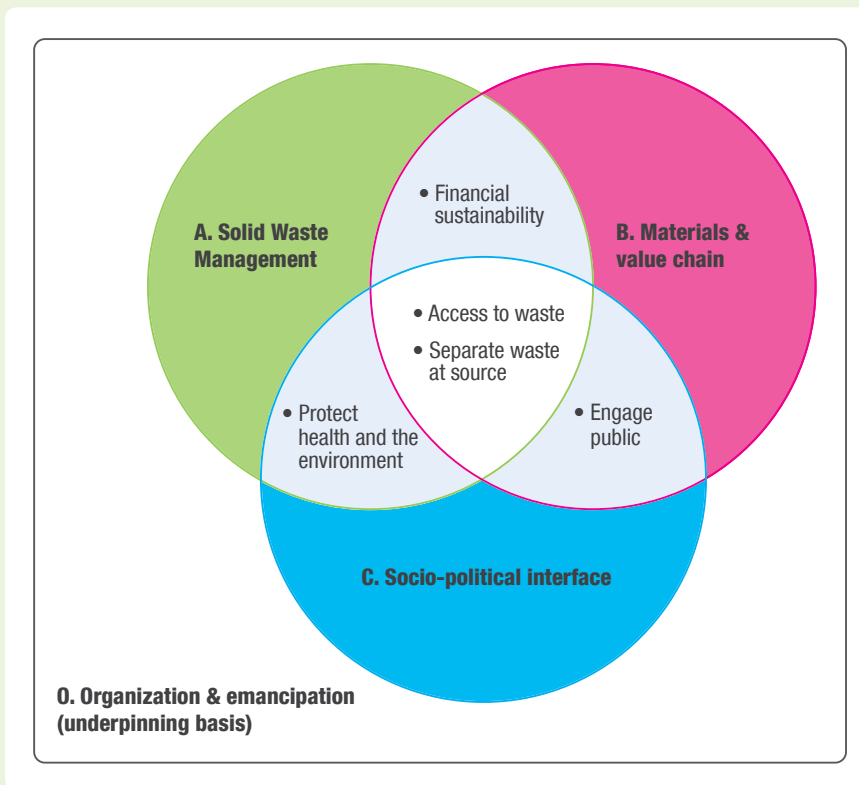 • Financial
sustainability
A. Solid Waste
Management
B. Materials &
value chain
• Access to waste
• Separate waste
at source
• Protect
health and the
environment
• Engage
public
C. Socio-political interface
O. Organization & emancipation
(underpinning basis)